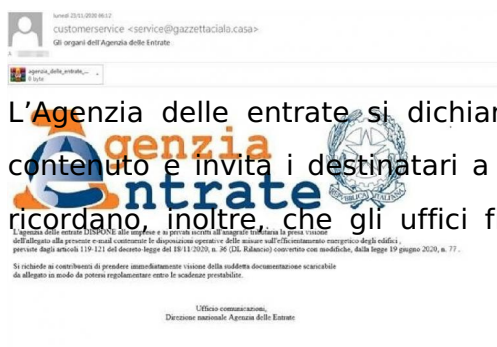 lunedì 23/11/2020 06:12
customerservice <service@gazzettaciala.casa>
Gli organi dell'Agenzia delle Entrate
A
agenzia_delle_entrate_...
8 byte
L'Agenzia delle entrate si dichiar
genzia
contenuto e invita i destinatari a
ntrate
ricordano, inoltre, che gli uffici f
L'agenzia delle entrate DISPONE alle imprese e ai privati iscritti all'anagrafe tributaria la presa visione
dell'allegato alla presente e-mail contenente le disposizioni operative delle misure sull'efficientamento energetico degli edifici ,
previste dagli articoli 119-121 del decreto-legge del 18/11/2020, n. 36 (DL Rilancio) convertito con modifiche, dalla legge 19 giugno 2020, n. 77 .
Si richiede ai contribuenti di prendere immediatamente visione della suddetta documentazione scaricabile
da allegato in modo da potersi regolamentare entro le scadenze prestabilite.
Ufficio comunicazioni,
Direzione nazionale Agenzia delle Entrate